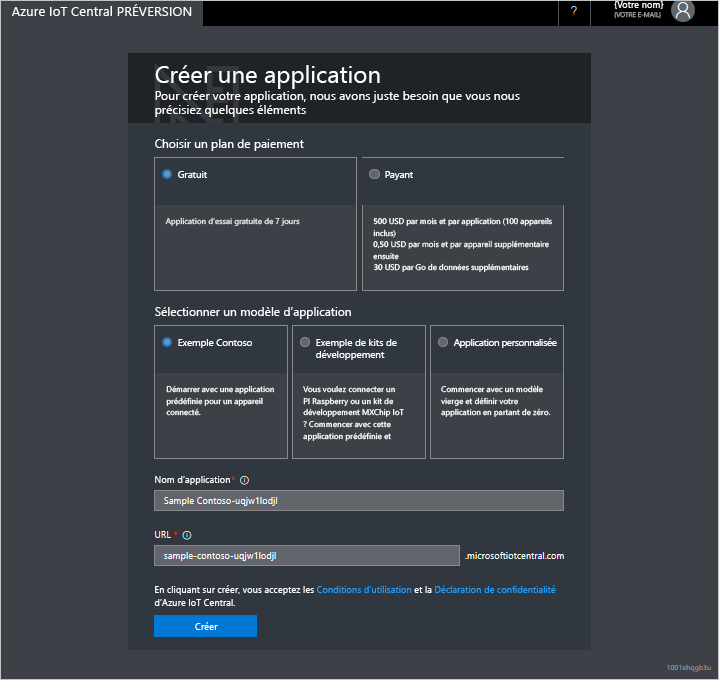 Azure IoT Central PRÉVERSION
?
{Votre nom}
{VOTRE E-MAIL}
Créer une application
Pour créer votre application, nous avons juste besoin que vous nous
précisiez quelques éléments
Choisir un plan de paiement
Gratuit
Application d'essai gratuite de 7 jours
Payant
500 USD par mois et par application (100 appareils
inclus)
0,50 USD par mois et par appareil supplémentaire
ensuite
30 USD par Go de données supplémentaires
Sélectionner un modèle d'application
Exemple Contoso
Démarrer avec une application
prédéfinie pour un appareil
connecté.
Exemple de kits de
développement
Vous voulez connecter un
PI Raspberry ou un kit de
développement MXChip IoT
? Commencer avec cette
application prédéfinie et
Application personnalisée
Commencer avec un modèle
vierge et définir votre
application en partant de zéro.
Nom d'application*
Sample Contoso-uqjw1lodjl
URL *
sample-contoso-uqjw1lodjl
.microsoftiotcentral.com
En cliquant sur créer, vous acceptez les Conditions d'utilisation et la Déclaration de confidentialité
d'Azure IoT Central.
Créer
1001ehqgb3u